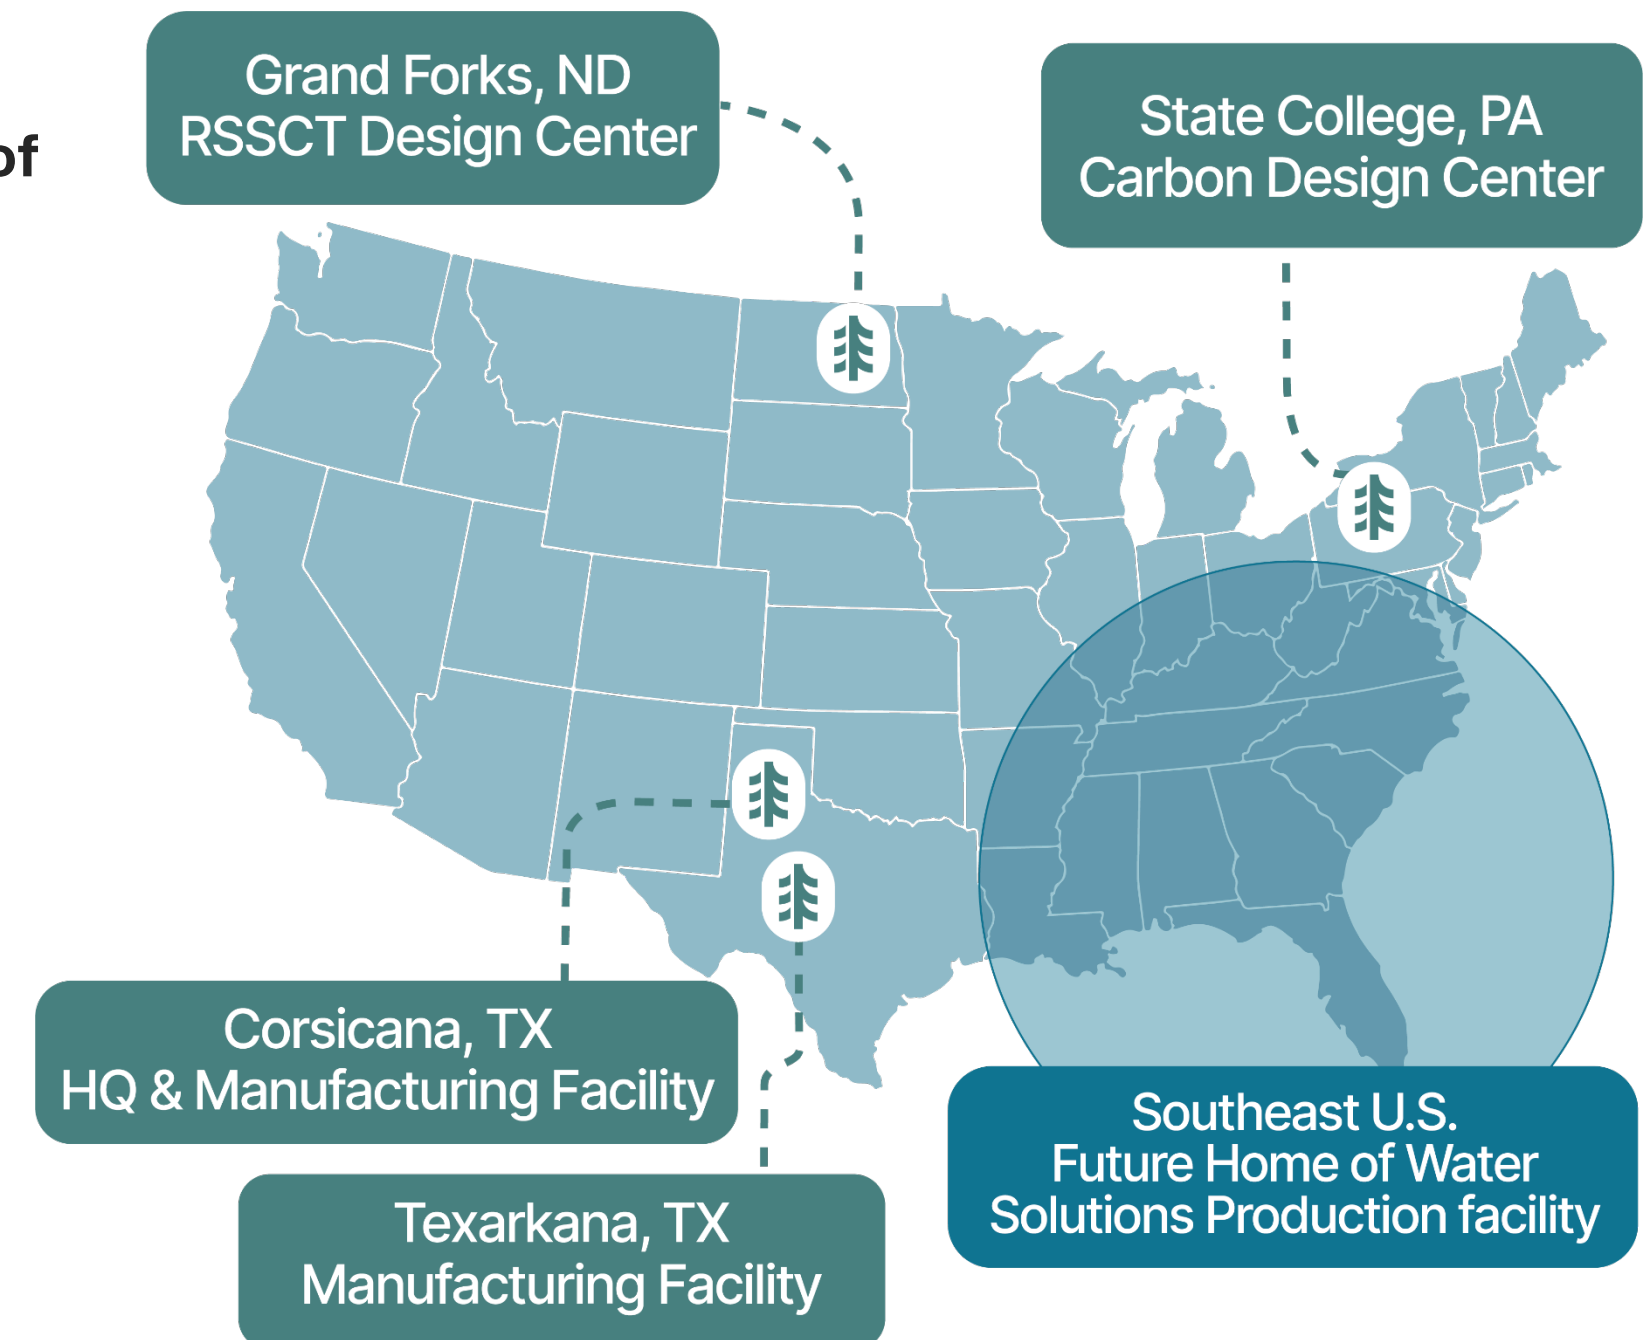 of
Grand Forks, ND
RSSCT Design Center
State College, PA
Carbon Design Center
Corsicana, TX
HQ & Manufacturing Facility
Texarkana, TX
Manufacturing Facility
Southeast U.S.
Future Home of Water
Solutions Production facility